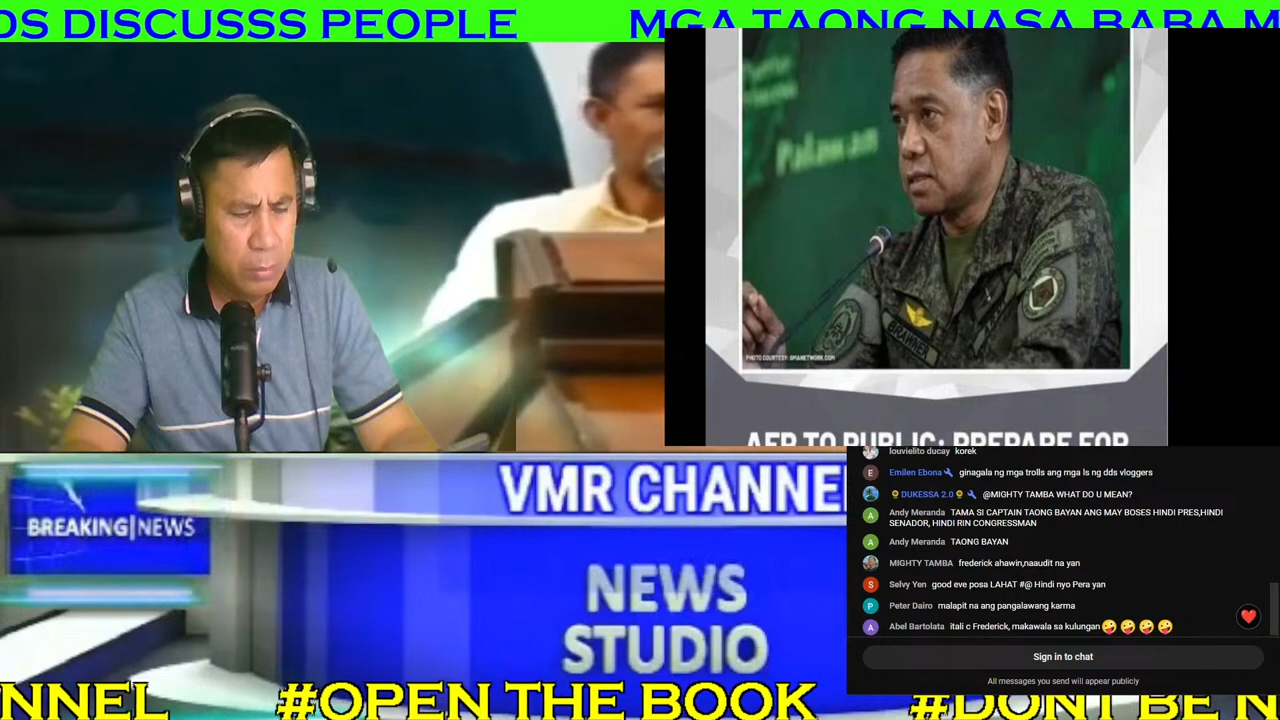 DS DISCUSSS PEOPLE MGA TAONG NASA BABA M
Palawan
BRAWNER
PHOTO COURTESY: GMANETWORK.COM
AFP TO PUBLIC: PREPARE FOR
BREAKING|NEWS
VMR CHANNE
NEWS
STUDIO
louvielito ducay korek
Emilen Ebona ginagala ng mga trolls ang mga ls ng dds vloggers
DUKESSA 2.0 @MIGHTY TAMBA WHAT DO U MEAN?
Andy Meranda TAMA SI CAPTAIN TAONG BAYAN ANG MAY BOSES HINDI PRES,HINDI
SENADOR, HINDI RIN CONGRESSMAN
Andy Meranda TAONG BAYAN
MIGHTY TAMBA frederick ahawin,naaudit na yan
Selvy Yen good eve posa LAHAT #@ Hindi nyo Pera yan
Peter Dairo malapit na ang pangalawang karma
Abel Bartolata itali c Frederick, makawala sa kulungan 🤪🤪🤪🤪
Sign in to chat
All messages you send will appear publicly
NNEL #OPEN THE BOOK #DONT BE N